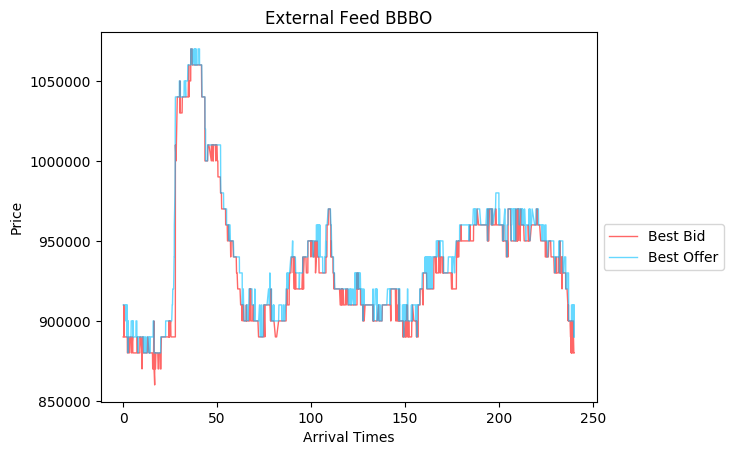 External Feed BBBO
Price
1050000
1000000
950000
900000
850000
0
50
100
150
200
250
Arrival Times
Best Bid
Best Offer